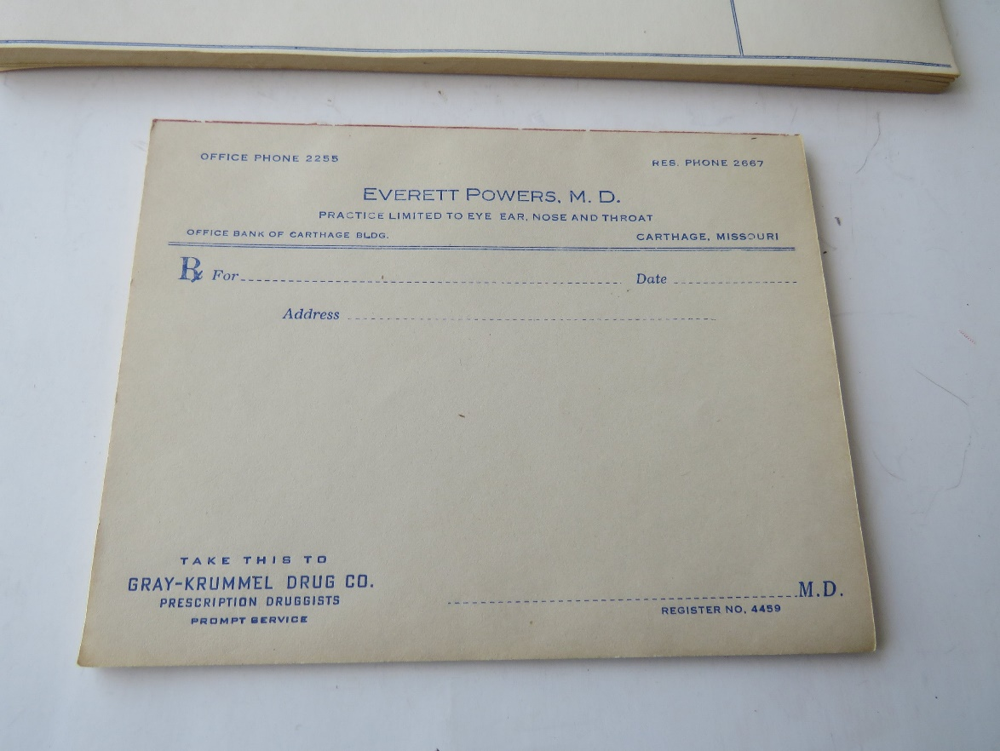 OFFICE PHONE 2255 RES. PHONE 2667
EVERETT POWERS, M. D.
PRACTICE LIMITED TO EYE EAR, NOSE AND THROAT
OFFICE BANK OF CARTHAGE BLDG. CARTHAGE, MISSOURI
℞ For Date
Address
TAKE THIS TO
GRAY-KRUMMEL DRUG CO.
PRESCRIPTION DRUGGISTS
PROMPT SERVICE
M.D.
REGISTER NO. 4459